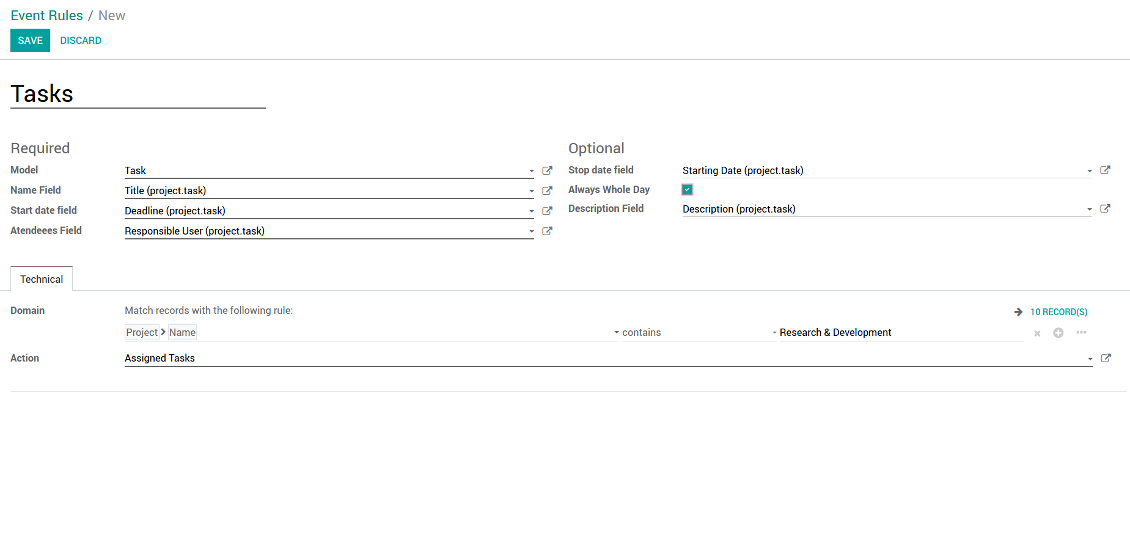 Event Rules / New
SAVE DISCARD
Tasks
Required
Model Task
Name Field Title (project.task)
Start date field Deadline (project.task)
Atendeees Field Responsible User (project.task)
Optional
Stop date field Starting Date (project.task)
Always Whole Day
Description Field Description (project.task)
Technical
Domain Match records with the following rule: 10 RECORD(S)
Project Name contains Research & Development
Action Assigned Tasks